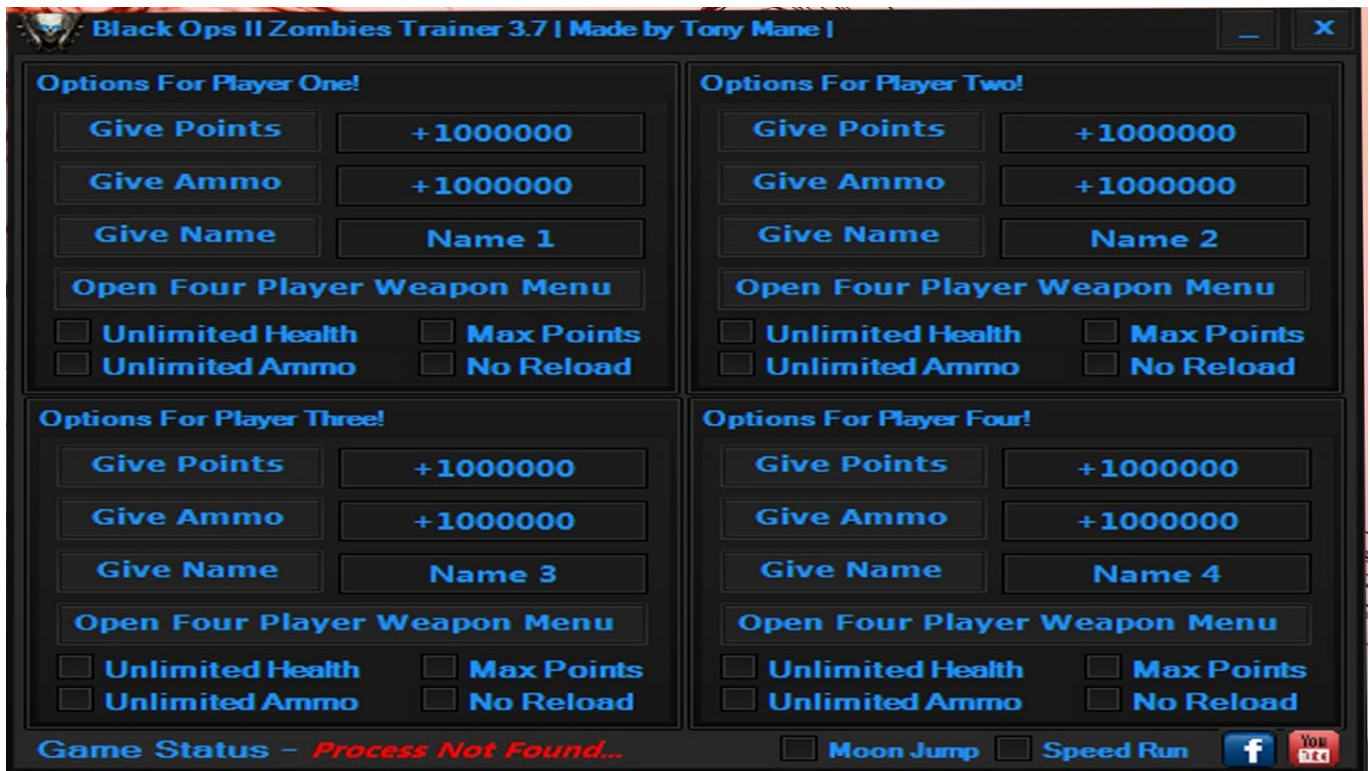 Black Ops II Zombies Trainer 3.7 | Made by Tony Mane |
_ X
Options For Player One!
Give Points +1000000
Give Ammo +1000000
Give Name Name 1
Open Four Player Weapon Menu
Unlimited Health Max Points
Unlimited Ammo No Reload
Options For Player Two!
Give Points +1000000
Give Ammo +1000000
Give Name Name 2
Open Four Player Weapon Menu
Unlimited Health Max Points
Unlimited Ammo No Reload
Options For Player Three!
Give Points +1000000
Give Ammo +1000000
Give Name Name 3
Open Four Player Weapon Menu
Unlimited Health Max Points
Unlimited Ammo No Reload
Options For Player Four!
Give Points +1000000
Give Ammo +1000000
Give Name Name 4
Open Four Player Weapon Menu
Unlimited Health Max Points
Unlimited Ammo No Reload
Game Status - Process Not Found... Moon Jump Speed Run f You